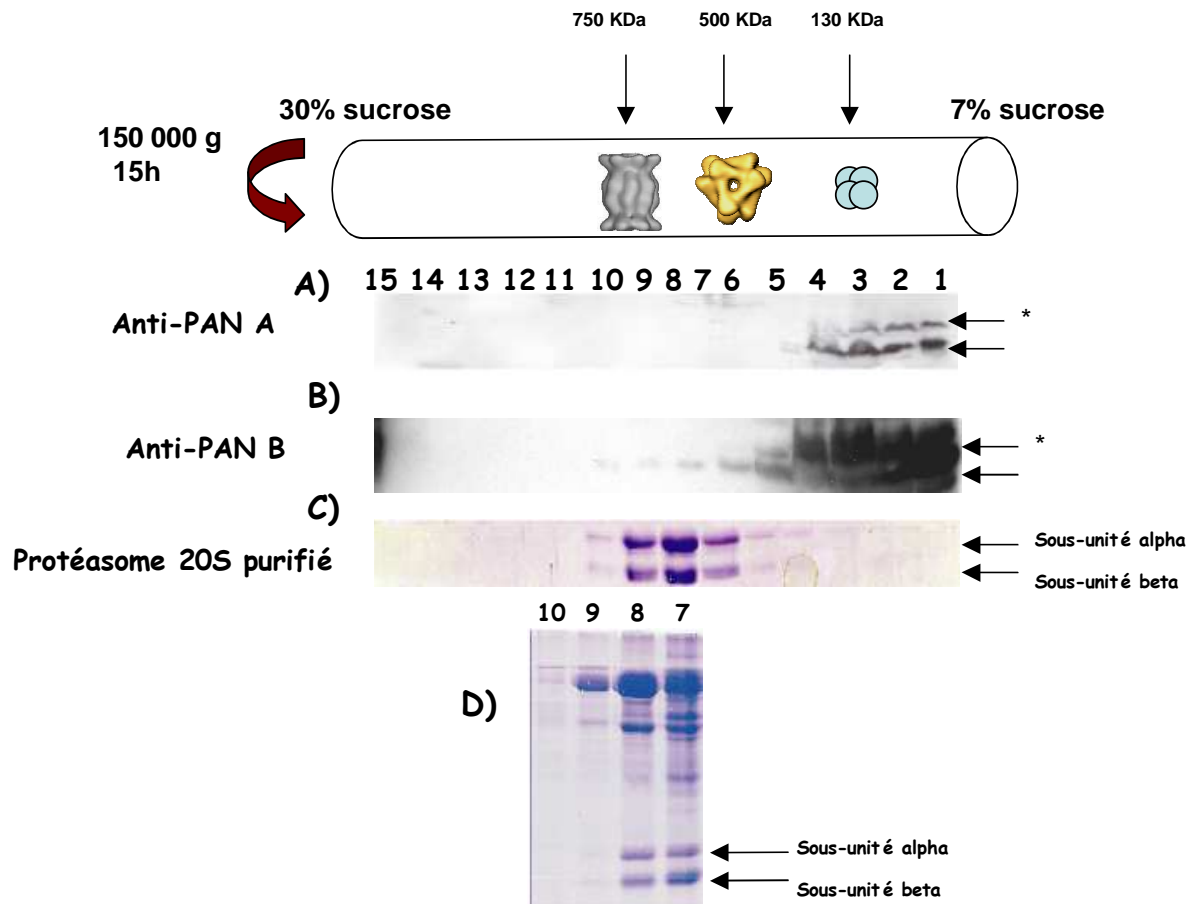 750 KDa 500 KDa 130 KDa
30% sucrose 7% sucrose
150 000 g
15h
A) 15 14 13 12 11 10 9 8 7 6 5 4 3 2 1
Anti-PAN A *
B)
Anti-PAN B *
C)
Protéasome 20S purifié
Sous-unité alpha
Sous-unité beta
10 9 8 7
D)
Sous-unité alpha
Sous-unité beta